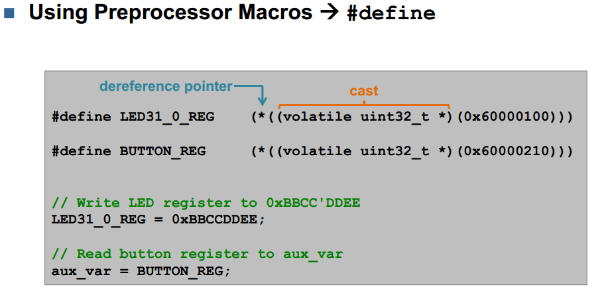 Using Preprocessor Macros → #define
dereference pointer
cast
#define LED31_0_REG (*((volatile uint32_t *)(0x60000100)))
#define BUTTON_REG (*((volatile uint32_t *)(0x60000210)))
// Write LED register to 0xBBCC'DDEE
LED31_0_REG = 0xBBCCDDEE;
// Read button register to aux_var
aux_var = BUTTON_REG;